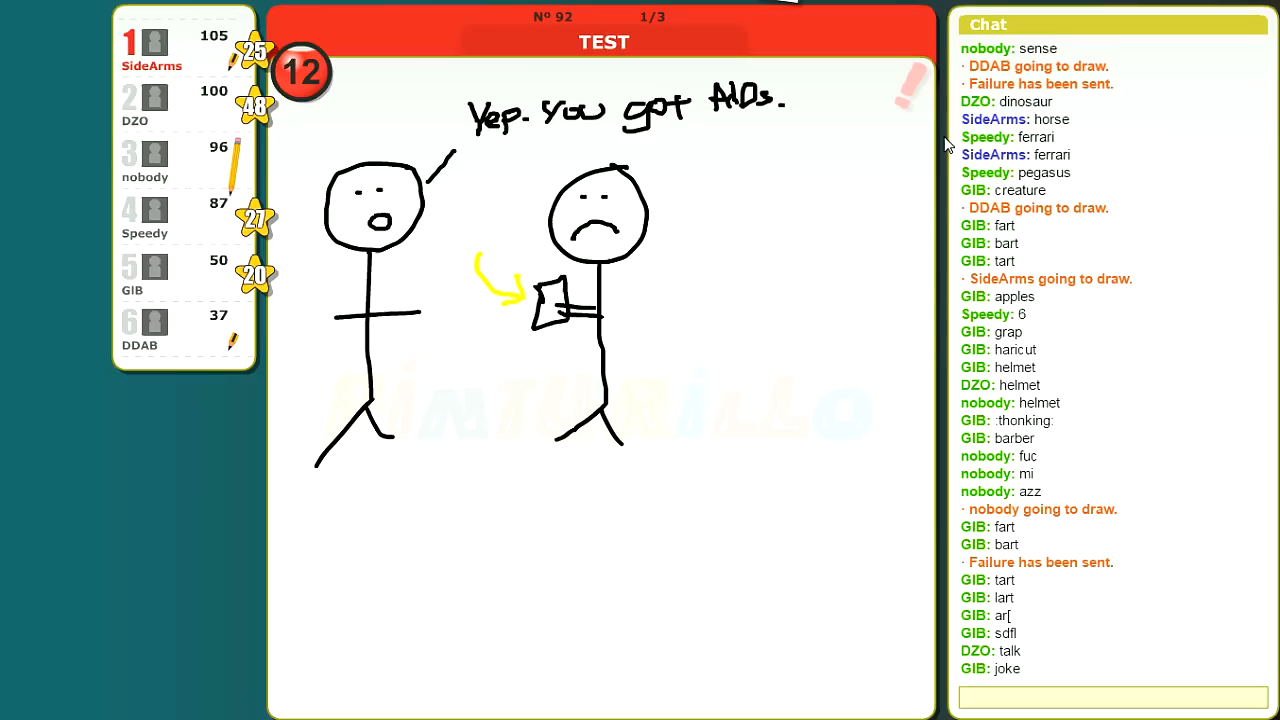 Nº 92 1/3
TEST
12
1 105 25
SideArms
2 100 48
DZO
3 96
nobody
4 87 27
Speedy
5 50 20
GIB
6 37
DDAB
Yep. You got AIDs.
PINTURILLO
Chat
nobody: sense
· DDAB going to draw.
· Failure has been sent.
DZO: dinosaur
SideArms: horse
Speedy: ferrari
SideArms: ferrari
Speedy: pegasus
GIB: creature
· DDAB going to draw.
GIB: fart
GIB: bart
GIB: tart
· SideArms going to draw.
GIB: apples
Speedy: 6
GIB: grap
GIB: haricut
GIB: helmet
DZO: helmet
nobody: helmet
GIB: :thonking:
GIB: barber
nobody: fuc
nobody: mi
nobody: azz
· nobody going to draw.
GIB: fart
GIB: bart
· Failure has been sent.
GIB: tart
GIB: lart
GIB: ar[
GIB: sdfl
DZO: talk
GIB: joke